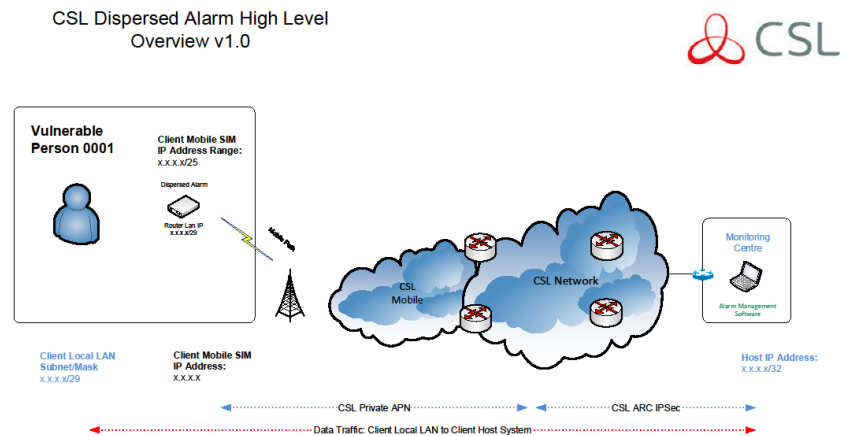 CSL Dispersed Alarm High Level
Overview v1.0
CSL
Vulnerable
Person 0001
Client Mobile SIM
IP Address Range:
x.x.x.x/25
Dispersed Alarm
Router Lan IP
x.x.x.x/29
Mobile Path
CSL
Mobile
CSL Network
Monitoring
Centre
Alarm Management
Software
Client Local LAN
Subnet/Mask
x.x.x.x/29
Client Mobile SIM
IP Address:
x.x.x.x
Host IP Address:
x.x.x.x/32
CSL Private APN
CSL ARC IPSec
Data Traffic: Client Local LAN to Client Host System